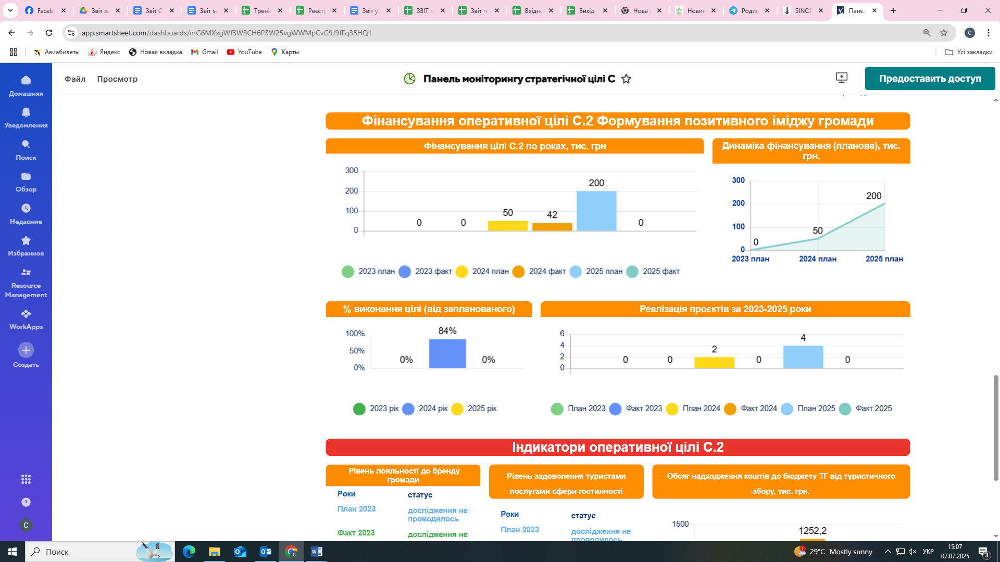 Facebo
Звіт за
Звіт С
Звіт м
Тренін
Реєстр
Звіт уп
ЗВІТ п
Звіт по
Вхідна
Вихідн
Нова
Новин
Родин
SINOP
Панел
app.smartsheet.com/dashboards/mG6MXxgWf3W3CH6P3W25vgWWMpCvG9J9fFq35HQ1
С
Авиабилеты
Яндекс
Новая вкладка
Gmail
YouTube
Карты
Усі закладки
Файл
Просмотр
Панель моніторингу стратегічної цілі С
Предоставить доступ
Домашняя
Уведомления
Поиск
Обзор
Недавние
Избранное
Resource
Management
WorkApps
Создать
С
Фінансування оперативної цілі С.2 Формування позитивного іміджу громади
Фінансування цілі С.2 по роках, тис. грн
300
200
100
0
0
0
50
42
200
0
2023 план
2023 факт
2024 план
2024 факт
2025 план
2025 факт
Динаміка фінансування (планове), тис.
грн.
300
200
100
0
0
50
200
2023 план
2024 план
2025 план
% виконання цілі (від запланованого)
100%
50%
0%
0%
84%
0%
2023 рік
2024 рік
2025 рік
Реалізація проєктів за 2023-2025 роки
6
4
2
0
0
0
2
0
4
0
План 2023
Факт 2023
План 2024
Факт 2024
План 2025
Факт 2025
Індикатори оперативної цілі С.2
Рівень лояльності до бренду
громади
Роки
статус
План 2023
дослідження не
проводилось
Факт 2023
дослідження не
Рівень задоволення туристами
послугами сфери гостинності
Роки
статус
План 2023
дослідження не
проводилось
Обсяг надходження коштів до бюджету ТГ від туристичного
збору, тис. грн.
1500
1252,2
Поиск
1
29°C Mostly sunny
УКР
15:07
07.07.2025
3